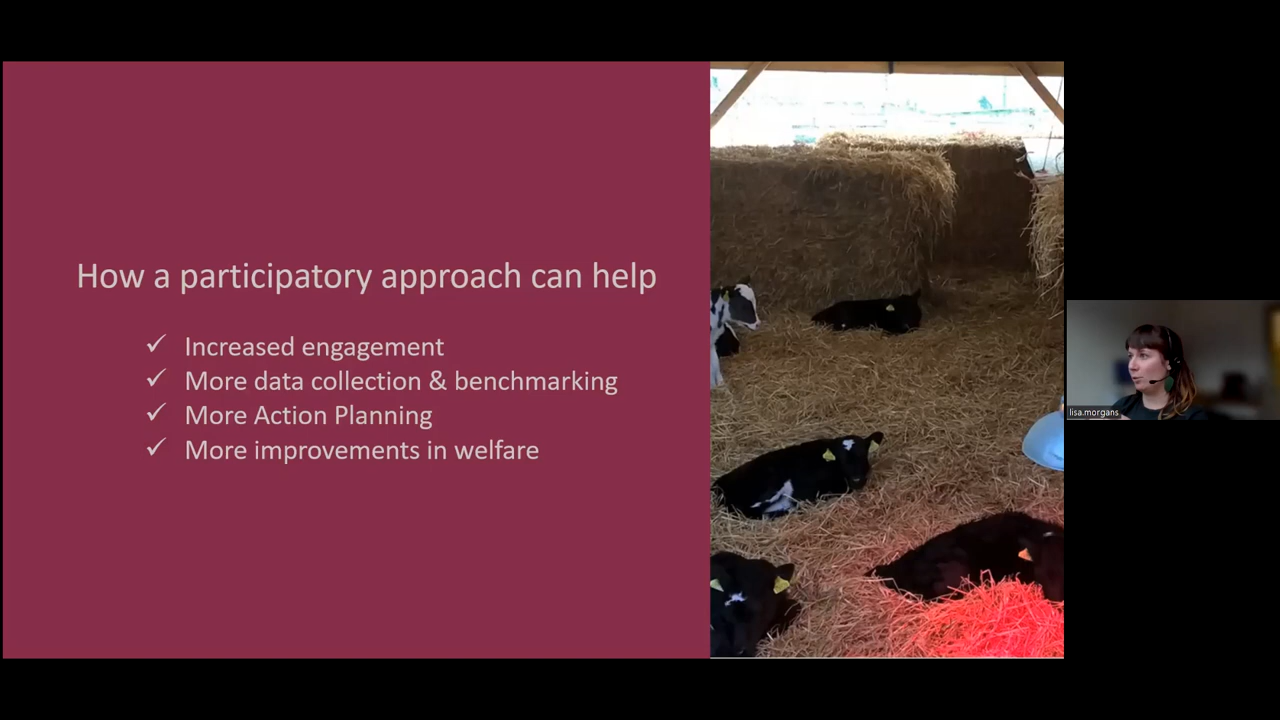 How a participatory approach can help
✓ Increased engagement
✓ More data collection & benchmarking
✓ More Action Planning
✓ More improvements in welfare
lisa.morgans